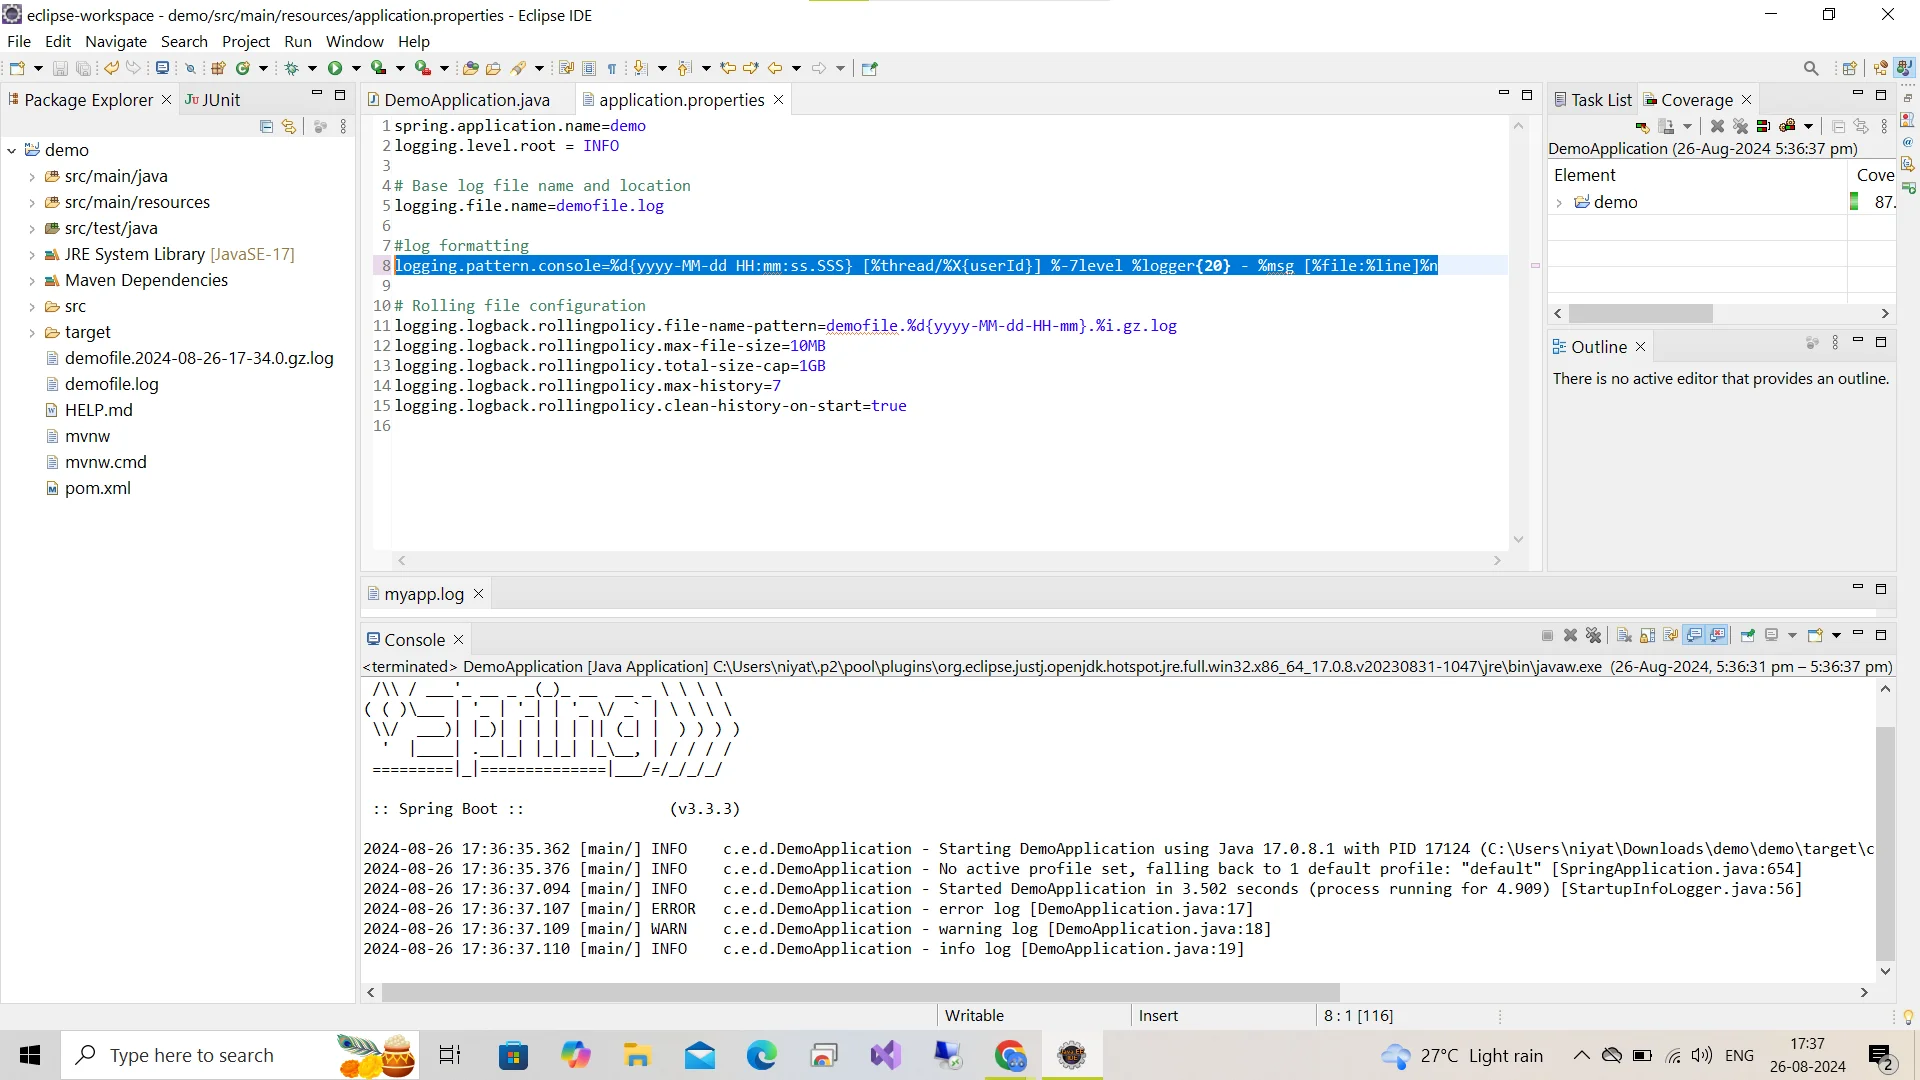 eclipse-workspace - demo/src/main/resources/application.properties - Eclipse IDE
File Edit Navigate Search Project Run Window Help
Package Explorer
JUnit
demo
src/main/java
src/main/resources
src/test/java
JRE System Library [JavaSE-17]
Maven Dependencies
src
target
demofile.2024-08-26-17-34.0.gz.log
demofile.log
HELP.md
mvnw
mvnw.cmd
pom.xml
DemoApplication.java
application.properties
1 spring.application.name=demo
2 logging.level.root = INFO
3
4 # Base log file name and location
5 logging.file.name=demofile.log
6
7 #log formatting
8 logging.pattern.console=%d{yyyy-MM-dd HH:mm:ss.SSS} [%thread/%X{userId}] %-7level %logger{20} - %msg [%file:%line]%n
9
10 # Rolling file configuration
11 logging.logback.rollingpolicy.file-name-pattern=demofile.%d{yyyy-MM-dd-HH-mm}.%i.gz.log
12 logging.logback.rollingpolicy.max-file-size=10MB
13 logging.logback.rollingpolicy.total-size-cap=1GB
14 logging.logback.rollingpolicy.max-history=7
15 logging.logback.rollingpolicy.clean-history-on-start=true
16
Task List
Coverage
DemoApplication (26-Aug-2024 5:36:37 pm)
Element Cove
demo 87.
Outline
There is no active editor that provides an outline.
myapp.log
Console
<terminated> DemoApplication [Java Application] C:\Users\niyat\.p2\pool\plugins\org.eclipse.justj.openjdk.hotspot.jre.full.win32.x86_64_17.0.8.v20230831-1047\jre\bin\javaw.exe (26-Aug-2024, 5:36:31 pm – 5:36:37 pm)
 /\\ / ___'_ __ _ _(_)_ __  __ _ \ \ \ \
( ( )\___ | '_ | '_| | '_ \/ _` | \ \ \ \
 \\/  ___)| |_)| | | | | || (_| |  ) ) ) )
  '  |____| .__|_| |_|_| |_\__, | / / / /
 =========|_|==============|___/=/_/_/_/
:: Spring Boot :: (v3.3.3)
2024-08-26 17:36:35.362 [main/] INFO c.e.d.DemoApplication - Starting DemoApplication using Java 17.0.8.1 with PID 17124 (C:\Users\niyat\Downloads\demo\demo\target\c
2024-08-26 17:36:35.376 [main/] INFO c.e.d.DemoApplication - No active profile set, falling back to 1 default profile: "default" [SpringApplication.java:654]
2024-08-26 17:36:37.094 [main/] INFO c.e.d.DemoApplication - Started DemoApplication in 3.502 seconds (process running for 4.909) [StartupInfoLogger.java:56]
2024-08-26 17:36:37.107 [main/] ERROR c.e.d.DemoApplication - error log [DemoApplication.java:17]
2024-08-26 17:36:37.109 [main/] WARN c.e.d.DemoApplication - warning log [DemoApplication.java:18]
2024-08-26 17:36:37.110 [main/] INFO c.e.d.DemoApplication - info log [DemoApplication.java:19]
Writable
Insert
8 : 1 [116]
Type here to search
27°C Light rain
ENG
17:37
26-08-2024
2